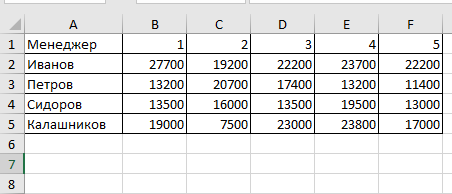 A B C D E F
1 Менеджер 1 2 3 4 5
2 Иванов 27700 19200 22200 23700 22200
3 Петров 13200 20700 17400 13200 11400
4 Сидоров 13500 16000 13500 19500 13000
5 Калашников 19000 7500 23000 23800 17000
6
7
8